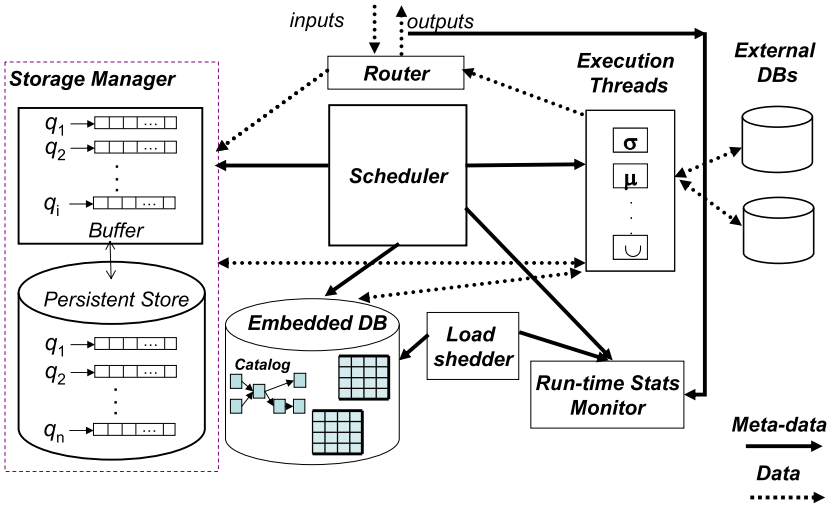 inputs
outputs
Storage Manager
Router
Execution
Threads
External
DBs
q1
...
q2
...
σ
Scheduler
μ
qi
...
Buffer
∪
Persistent Store
Embedded DB
Load
shedder
q1
...
Catalog
q2
...
Run-time Stats
Monitor
qn
...
Meta-data
Data